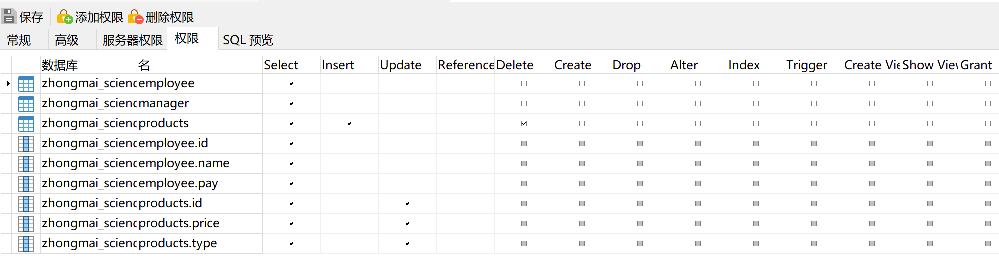 保存 添加权限 删除权限
常规 高级 服务器权限 权限 SQL 预览
数据库 名 Select Insert Update Reference Delete Create Drop Alter Index Trigger Create Vie Show Viev Grant
zhongmai_scienc employee
zhongmai_scienc manager
zhongmai_scienc products
zhongmai_scienc employee.id
zhongmai_scienc employee.name
zhongmai_scienc employee.pay
zhongmai_scienc products.id
zhongmai_scienc products.price
zhongmai_scienc products.type